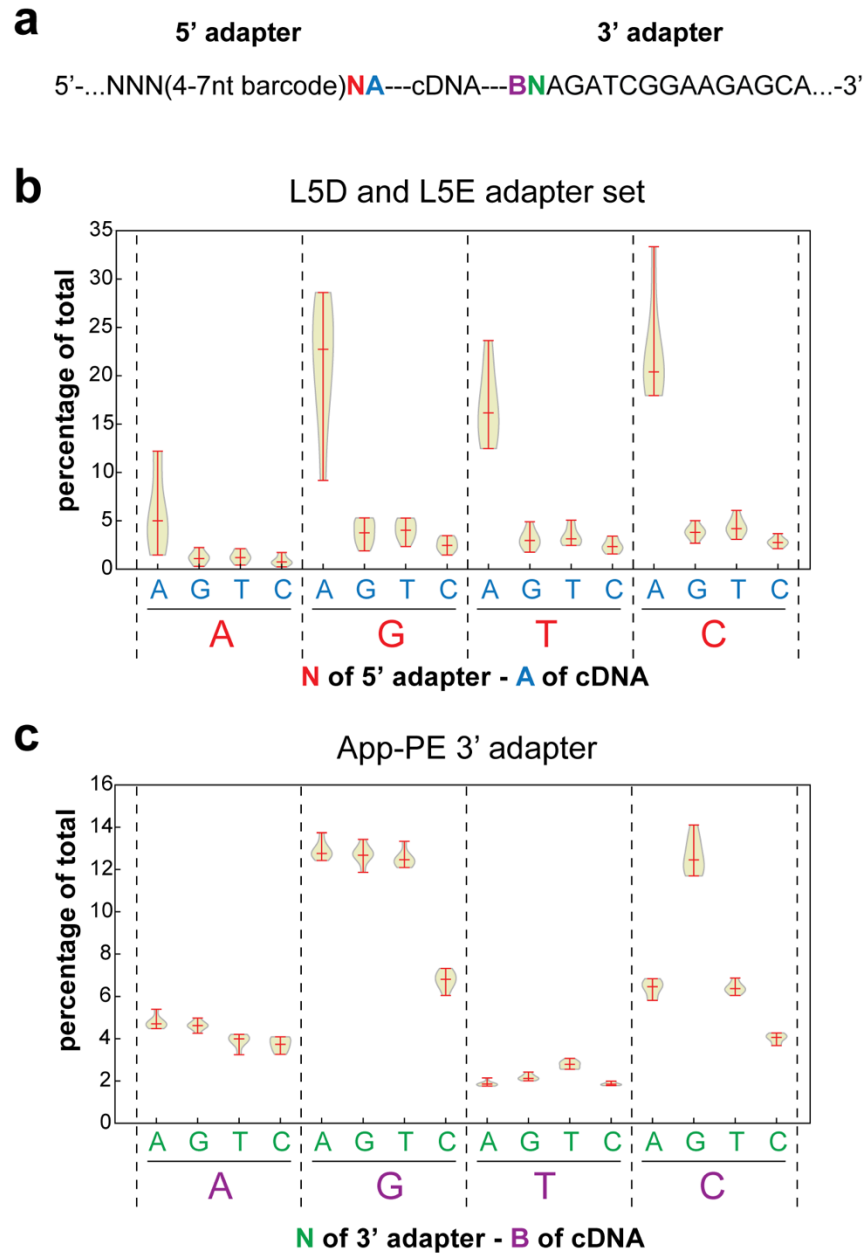 a
5’ adapter 3’ adapter
5’-...NNN(4-7nt barcode)NA---cDNA---BNAGATCGGAAGAGCA...-3’
b
L5D and L5E adapter set
percentage of total
35
30
25
20
15
10
5
0
A G T C A G T C A G T C A G T C
A G T C
N of 5’ adapter - A of cDNA
c
App-PE 3’ adapter
percentage of total
16
14
12
10
8
6
4
2
0
A G T C A G T C A G T C A G T C
A G T C
N of 3’ adapter - B of cDNA